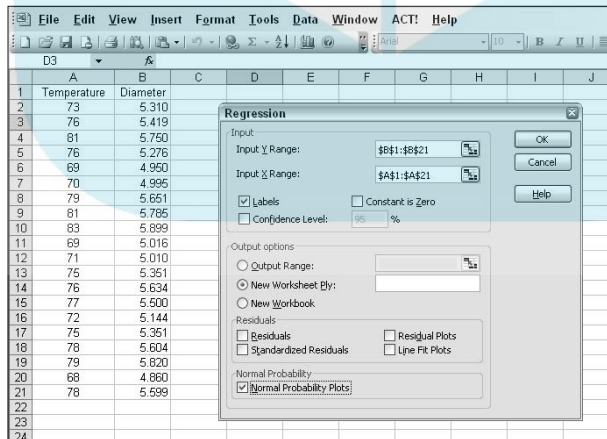 File Edit View Insert Format Tools Data Window ACT! Help
Arial 10 B I U
D3 fx
A B C D E F G H I J
1 Temperature Diameter
2 73 5.310
3 76 5.419
4 81 5.750
5 76 5.276
6 69 4.950
7 70 4.995
8 79 5.651
9 81 5.785
10 83 5.899
11 69 5.016
12 71 5.010
13 75 5.351
14 76 5.634
15 77 5.500
16 72 5.144
17 75 5.351
18 78 5.604
19 79 5.820
20 68 4.860
21 78 5.599
22
23
24
Regression
Input
Input Y Range: $B$1:$B$21
Input X Range: $A$1:$A$21
Labels Constant is Zero
Confidence Level: 95 %
OK
Cancel
Help
Output options
Output Range:
New Worksheet Ply:
New Workbook
Residuals
Residuals Residual Plots
Standardized Residuals Line Fit Plots
Normal Probability
Normal Probability Plots